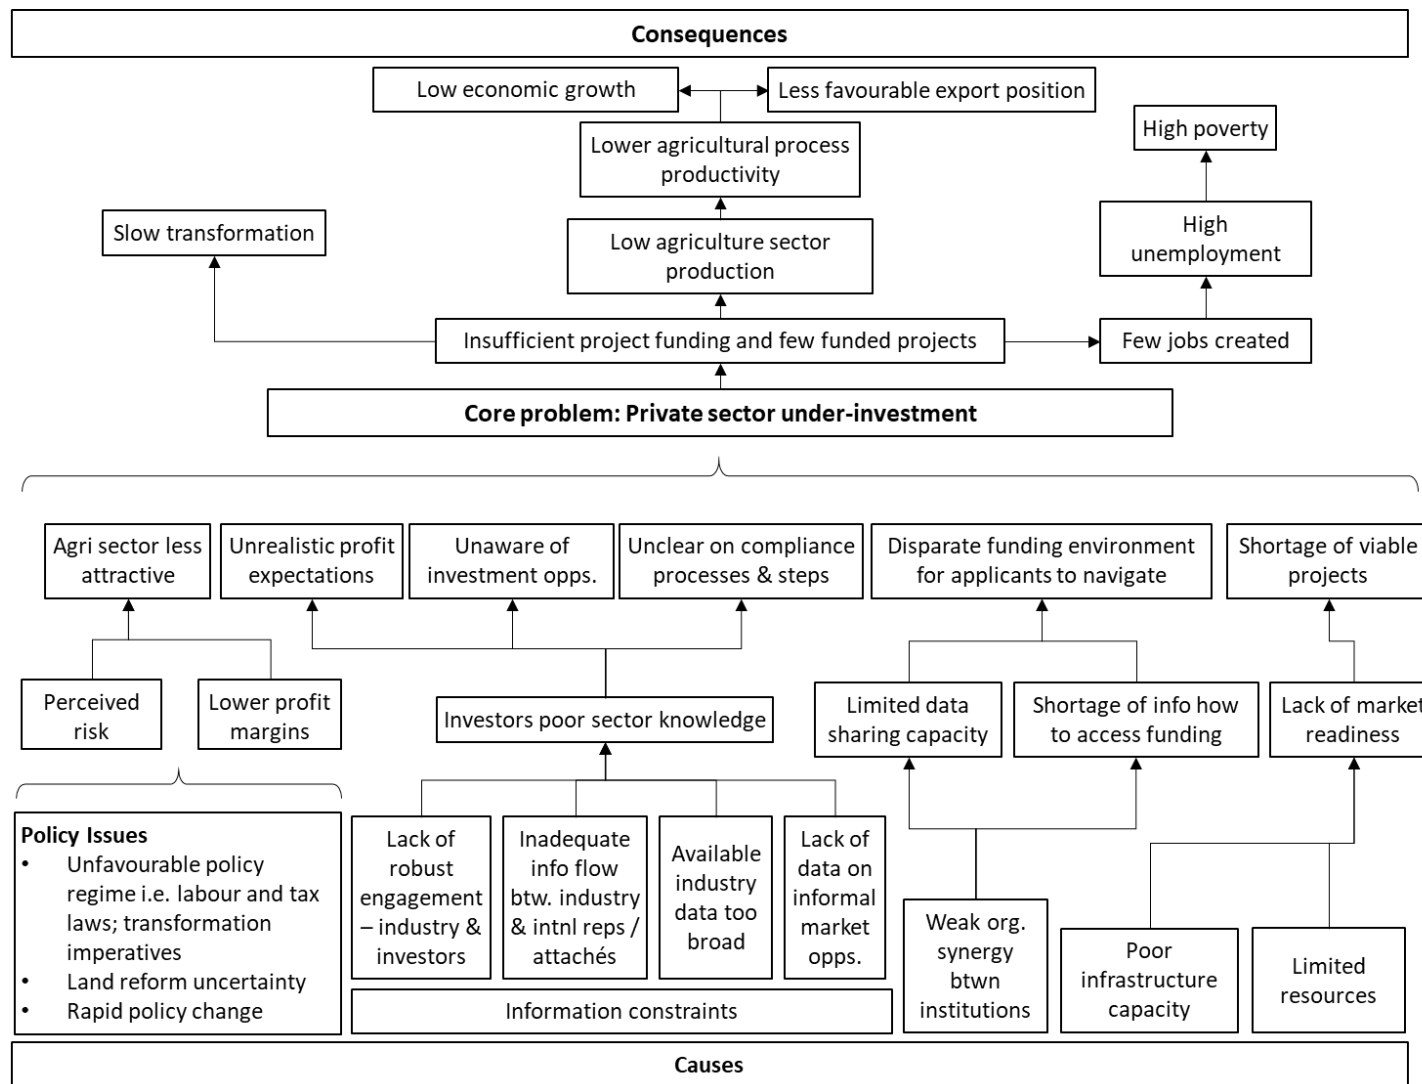 Consequences
Low economic growth
Less favourable export position
High poverty
Lower agricultural process
productivity
Slow transformation
Low agriculture sector
production
High
unemployment
Insufficient project funding and few funded projects
Few jobs created
Core problem: Private sector under-investment
Agri sector less
attractive
Unrealistic profit
expectations
Unaware of
investment opps.
Unclear on compliance
processes & steps
Disparate funding environment
for applicants to navigate
Shortage of viable
projects
Perceived
risk
Lower profit
margins
Investors poor sector knowledge
Limited data
sharing capacity
Shortage of info how
to access funding
Lack of market
readiness
Policy Issues
• Unfavourable policy
regime i.e. labour and tax
laws; transformation
imperatives
• Land reform uncertainty
• Rapid policy change
Lack of
robust
engagement
– industry &
investors
Inadequate
info flow
btw. industry
& intnl reps /
attachés
Available
industry
data too
broad
Lack of
data on
informal
market
opps.
Information constraints
Weak org.
synergy
btwn
institutions
Poor
infrastructure
capacity
Limited
resources
Causes